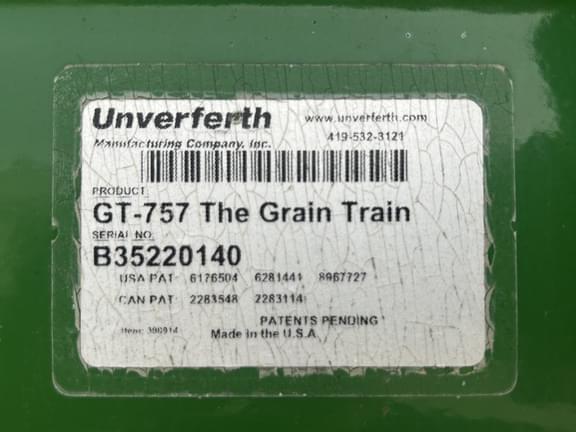 Unverferth www.unverferth.com
Manufacturing Company, Inc. 419-532-3121
PRODUCT
GT-757 The Grain Train
SERIAL NO.
B35220140
USA PAT: 6176504 6281441 8967727
CAN PAT: 2283548 2283114
PATENTS PENDING
Item: Made in the U.S.A.